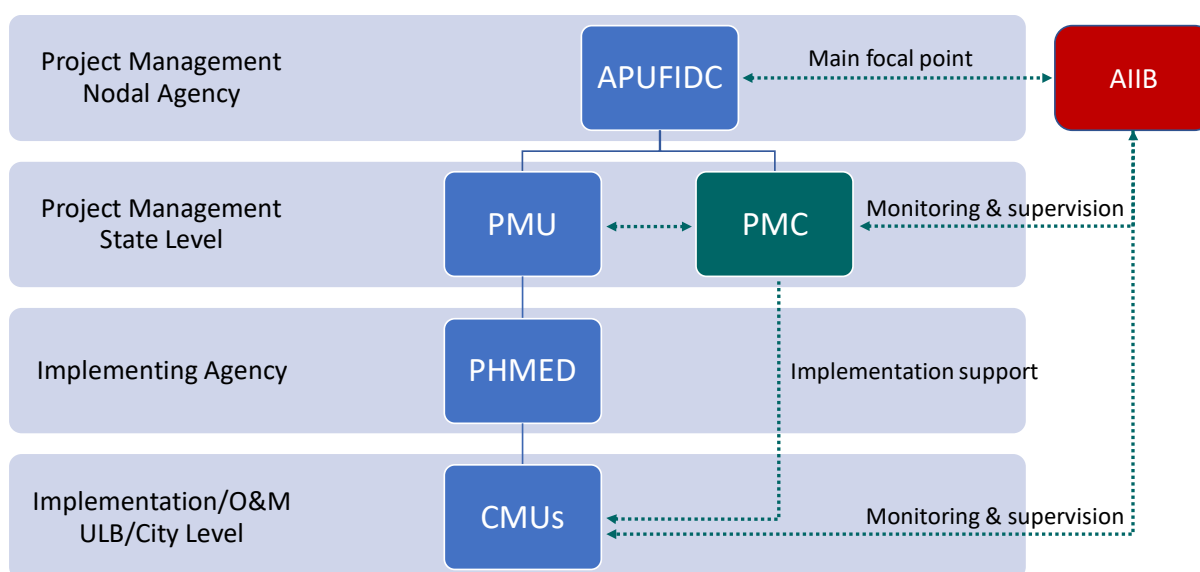 Project Management
Nodal Agency
APUFIDC
Main focal point
AIIB
Project Management
State Level
PMU
PMC
Monitoring & supervision
Implementing Agency
PHMED
Implementation support
Implementation/O&M
ULB/City Level
CMUs
Monitoring & supervision